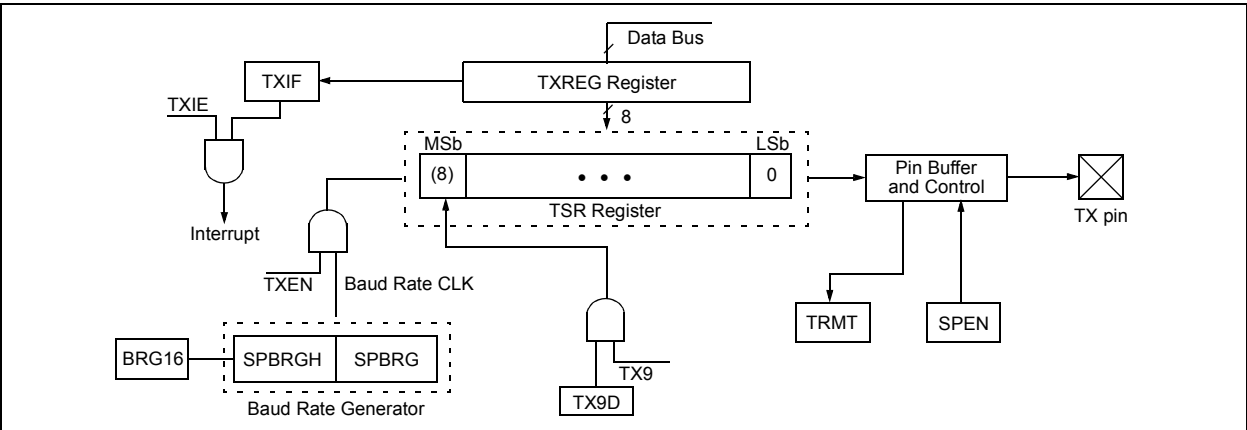 Data Bus
TXIF
TXREG Register
TXIE
8
MSb
LSb
(8)
• • •
0
Pin Buffer
and Control
TSR Register
TX pin
Interrupt
TXEN
Baud Rate CLK
TRMT
SPEN
BRG16
SPBRGH
SPBRG
TX9
TX9D
Baud Rate Generator